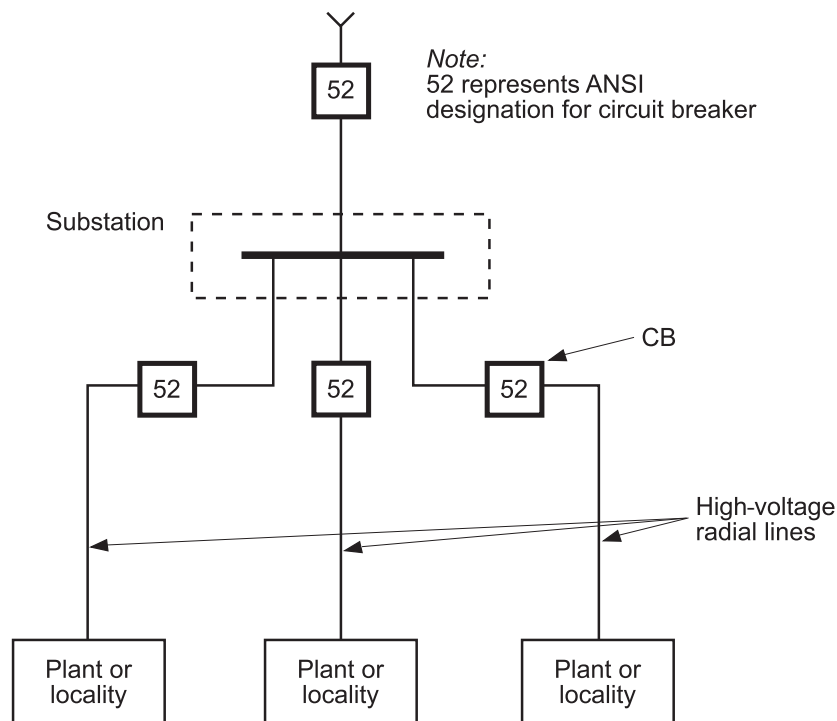 52
Note:
52 represents ANSI
designation for circuit breaker
Substation
CB
52
52
52
High-voltage
radial lines
Plant or
locality
Plant or
locality
Plant or
locality